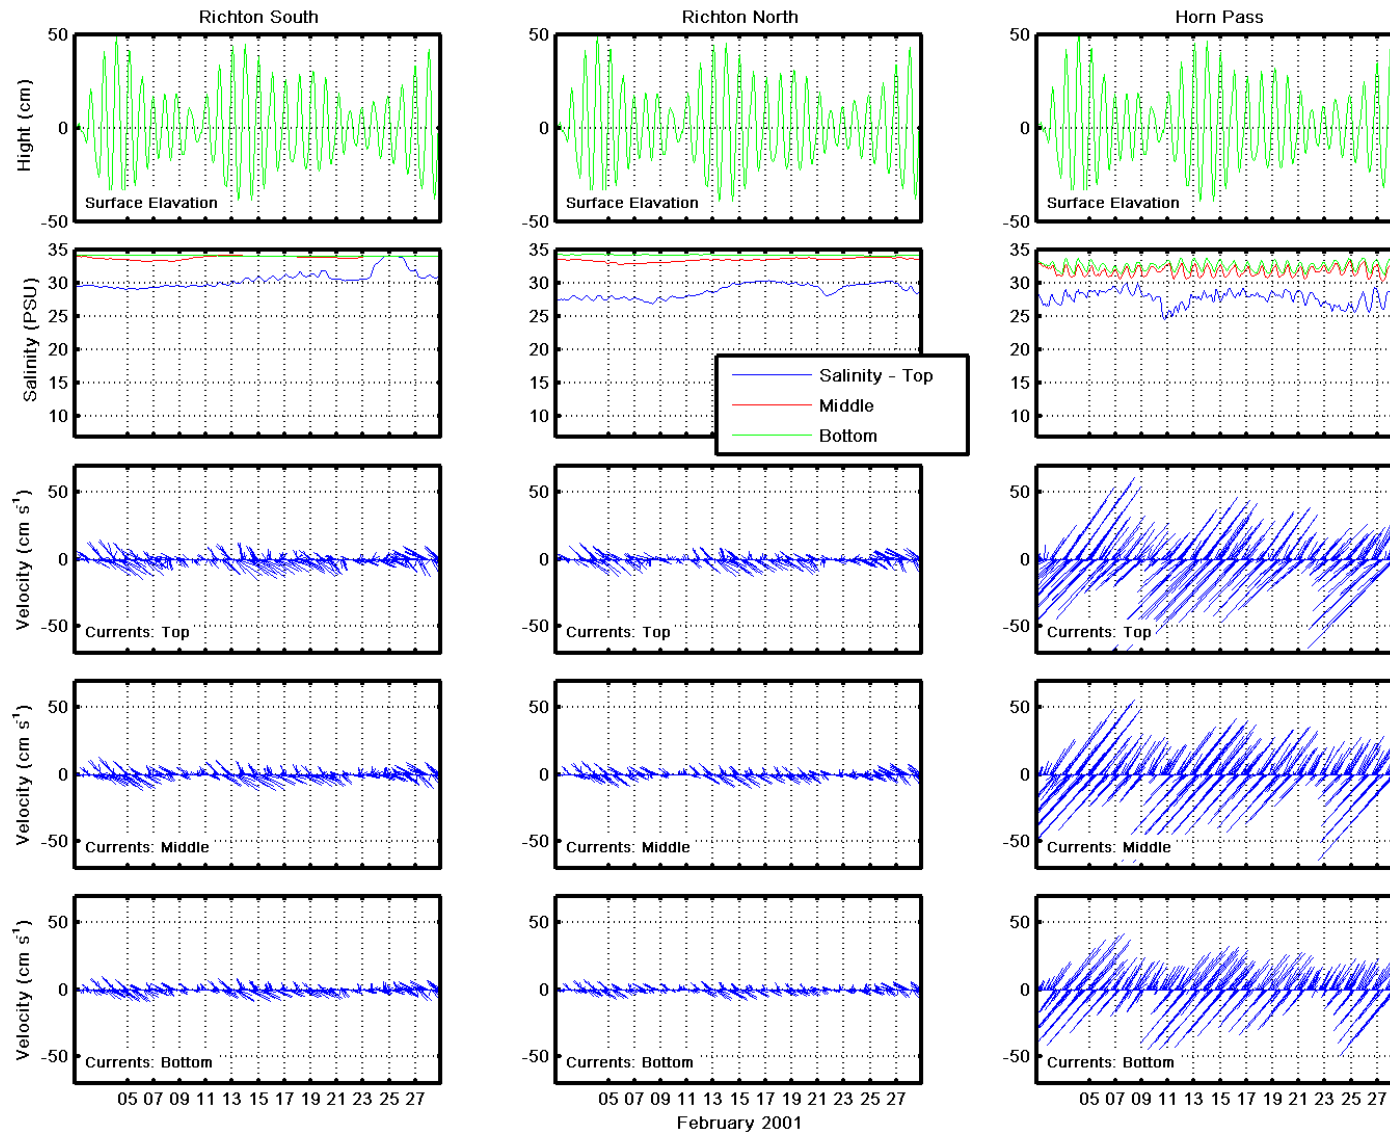 Richton South Richton North Horn Pass
50 50 50
Hight (cm)
0 0 0
-50 -50 -50
Surface Elavation Surface Elavation Surface Elavation
35 35 35
30 30 30
25 25 25
20 20 20
15 15 15
10 10 10
Salinity (PSU)
Salinity - Top
Middle
Bottom
50 50 50
Velocity (cm s-1)
0 0 0
-50 -50 -50
Currents: Top Currents: Top Currents: Top
50 50 50
Velocity (cm s-1)
0 0 0
-50 -50 -50
Currents: Middle Currents: Middle Currents: Middle
50 50 50
Velocity (cm s-1)
0 0 0
-50 -50 -50
Currents: Bottom Currents: Bottom Currents: Bottom
05 07 09 11 13 15 17 19 21 23 25 27 05 07 09 11 13 15 17 19 21 23 25 27 05 07 09 11 13 15 17 19 21 23 25 27
February 2001